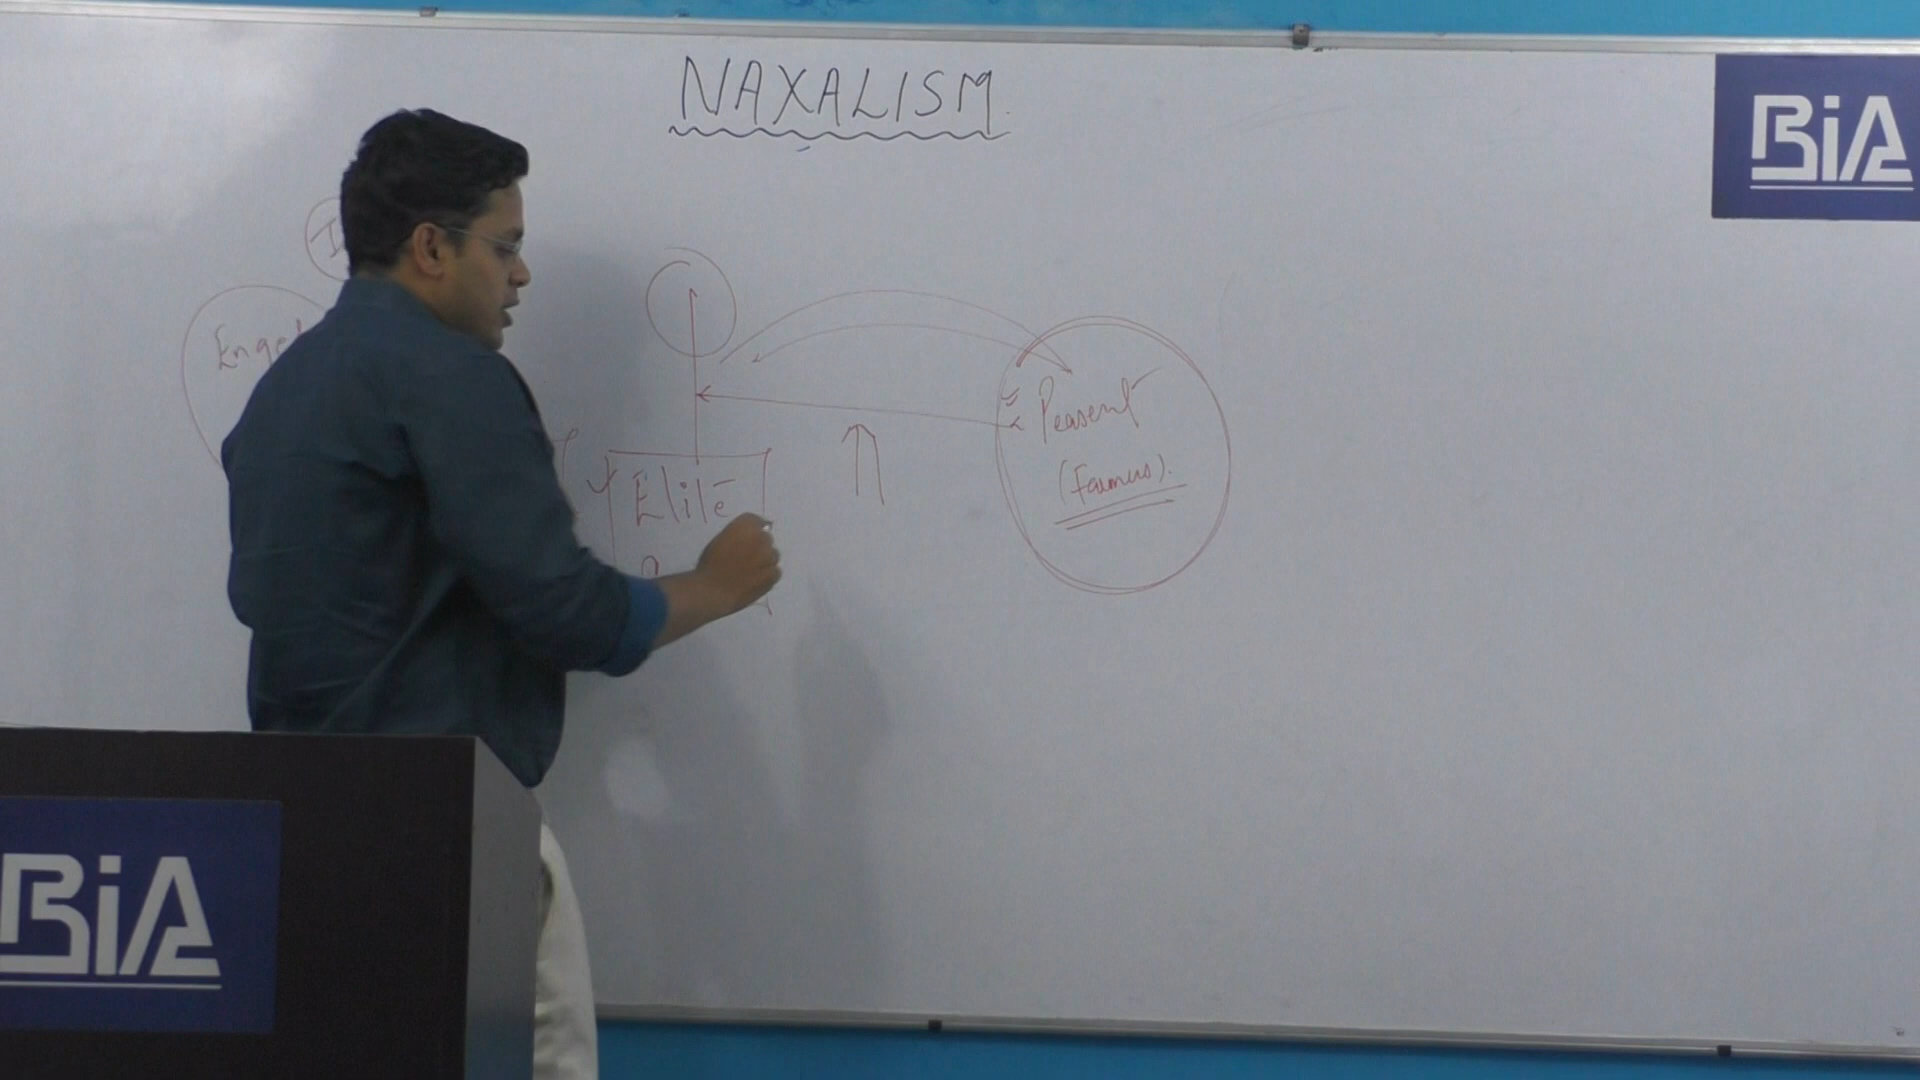 NAXALISM
BiA
Elite
Peasent
(Farmers).
BiA